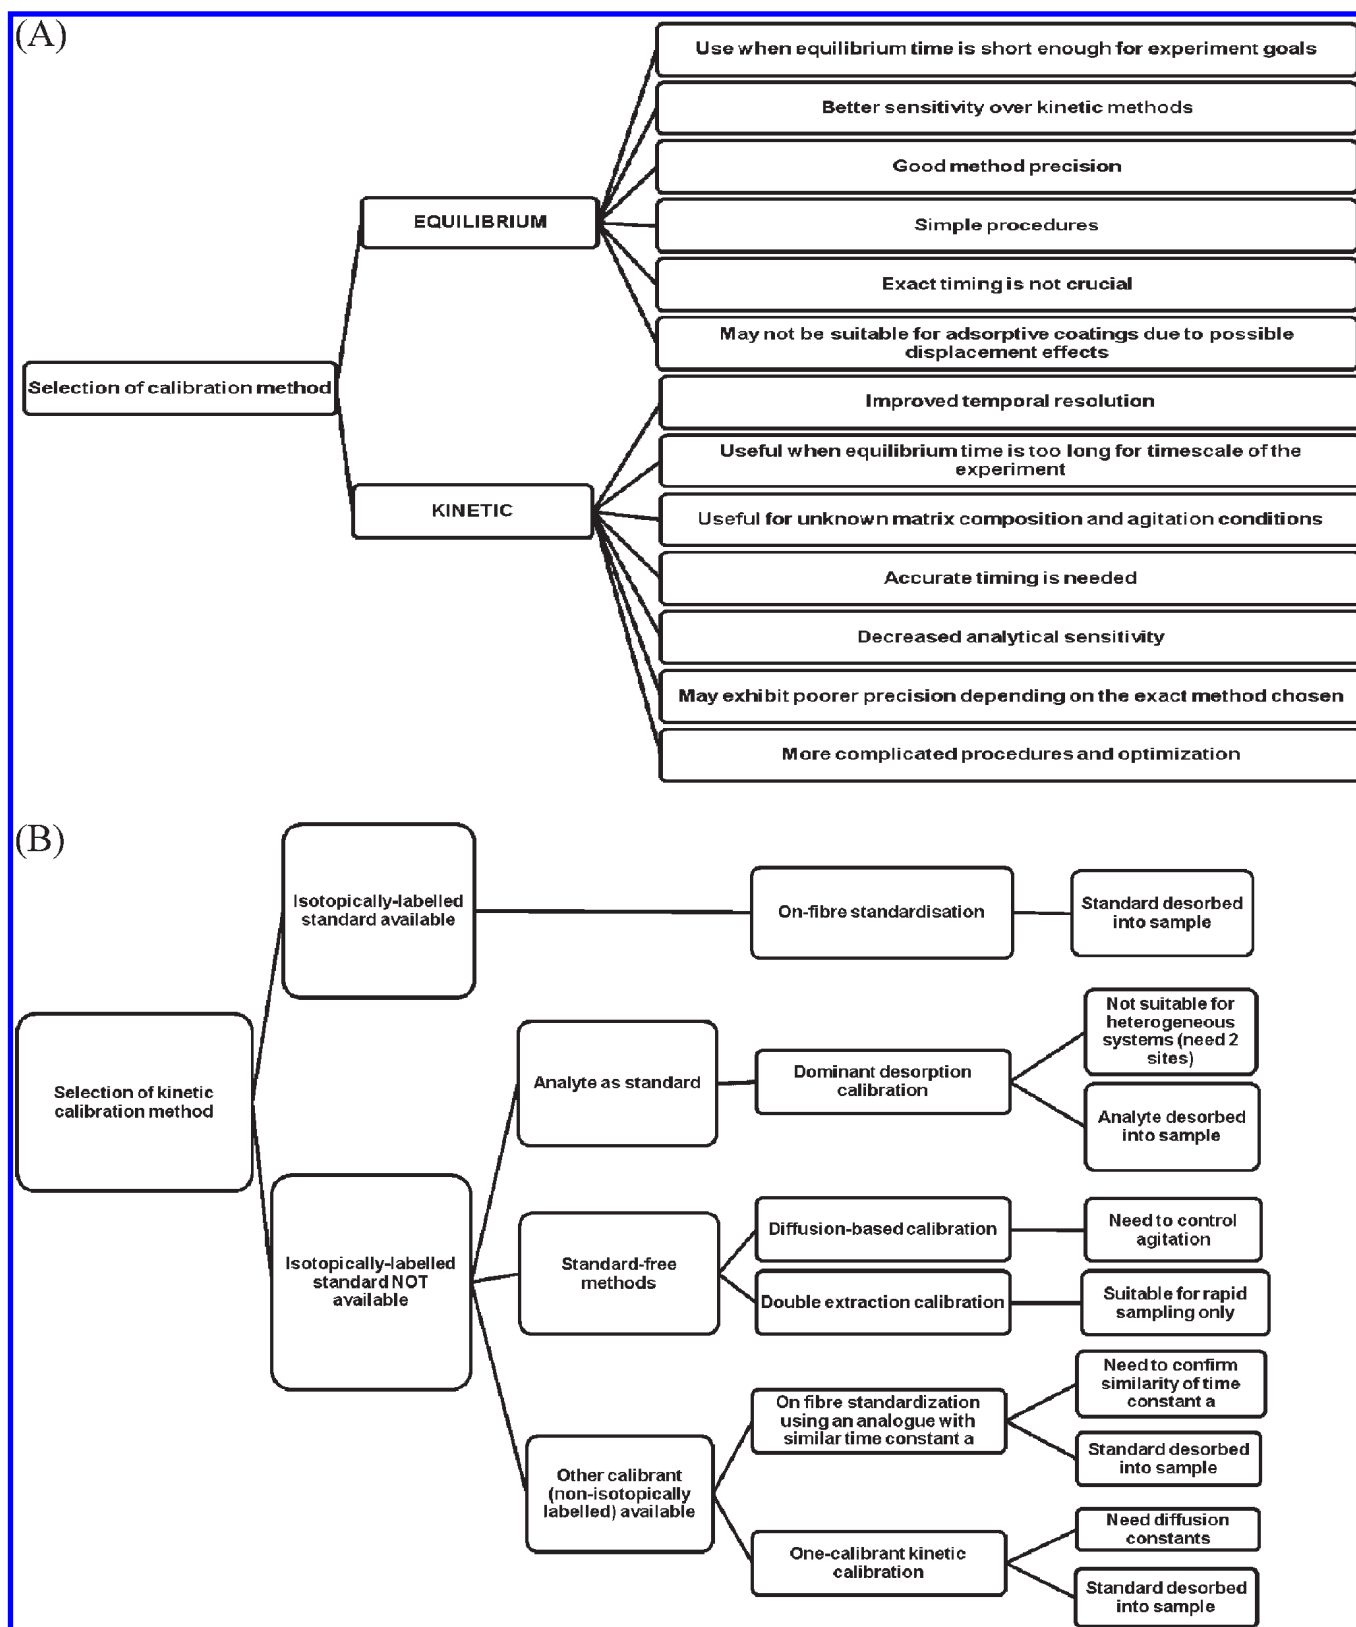 (A)
Use when equilibrium time is short enough for experiment goals
Better sensitivity over kinetic methods
Good method precision
EQUILIBRIUM
Simple procedures
Exact timing is not crucial
May not be suitable for adsorptive coatings due to possible
displacement effects
Selection of calibration method
Improved temporal resolution
Useful when equilibrium time is too long for timescale of the
experiment
KINETIC
Useful for unknown matrix composition and agitation conditions
Accurate timing is needed
Decreased analytical sensitivity
May exhibit poorer precision depending on the exact method chosen
More complicated procedures and optimization
(B)
Isotopically-labelled
standard available
On-fibre standardisation
Standard desorbed
into sample
Selection of kinetic
calibration method
Analyte as standard
Dominant desorption
calibration
Not suitable for
heterogeneous
systems (need 2
sites)
Analyte desorbed
into sample
Isotopically-labelled
standard NOT
available
Standard-free
methods
Diffusion-based calibration
Need to control
agitation
Double extraction calibration
Suitable for rapid
sampling only
Other calibrant
(non-isotopically
labelled) available
On fibre standardization
using an analogue with
similar time constant a
Need to confirm
similarity of time
constant a
Standard desorbed
into sample
One-calibrant kinetic
calibration
Need diffusion
constants
Standard desorbed
into sample